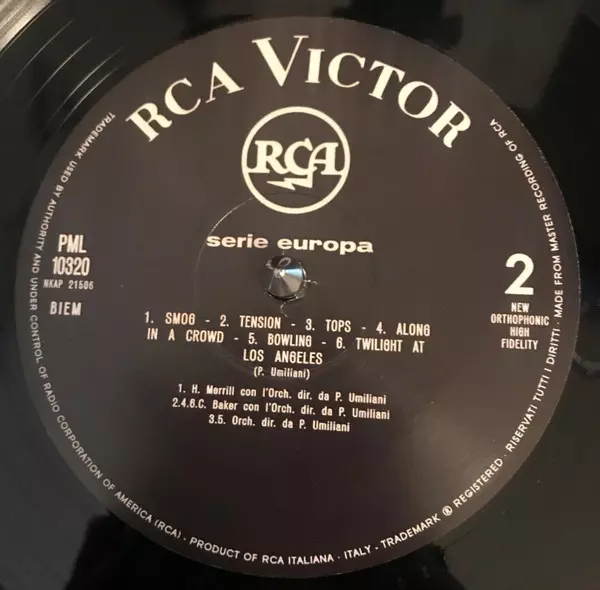 RCA VICTOR
RCA
serie europa
PML
10320
NKAP 21506
BIEM
2
NEW
ORTHOPHONIC
HIGH
FIDELITY
1. SMOG - 2. TENSION - 3. TOPS - 4. ALONG
IN A CROWD - 5. BOWLING - 6. TWILIGHT AT
LOS ANGELES
(P. Umiliani)
1. H. Merrill con l'Orch. dir. da P. Umiliani
2.4.6.C. Baker con l'Orch. dir. da P. Umiliani
3.5. Orch. dir. da P. Umiliani
TRADEMARK USED BY AUTHORITY AND UNDER CONTROL OF RADIO CORPORATION OF AMERICA (RCA) - PRODUCT OF RCA ITALIANA - ITALY - TRADEMARK ® REGISTERED - RISERVATI TUTTI I DIRITTI - MADE FROM MASTER RECORDING OF RCA